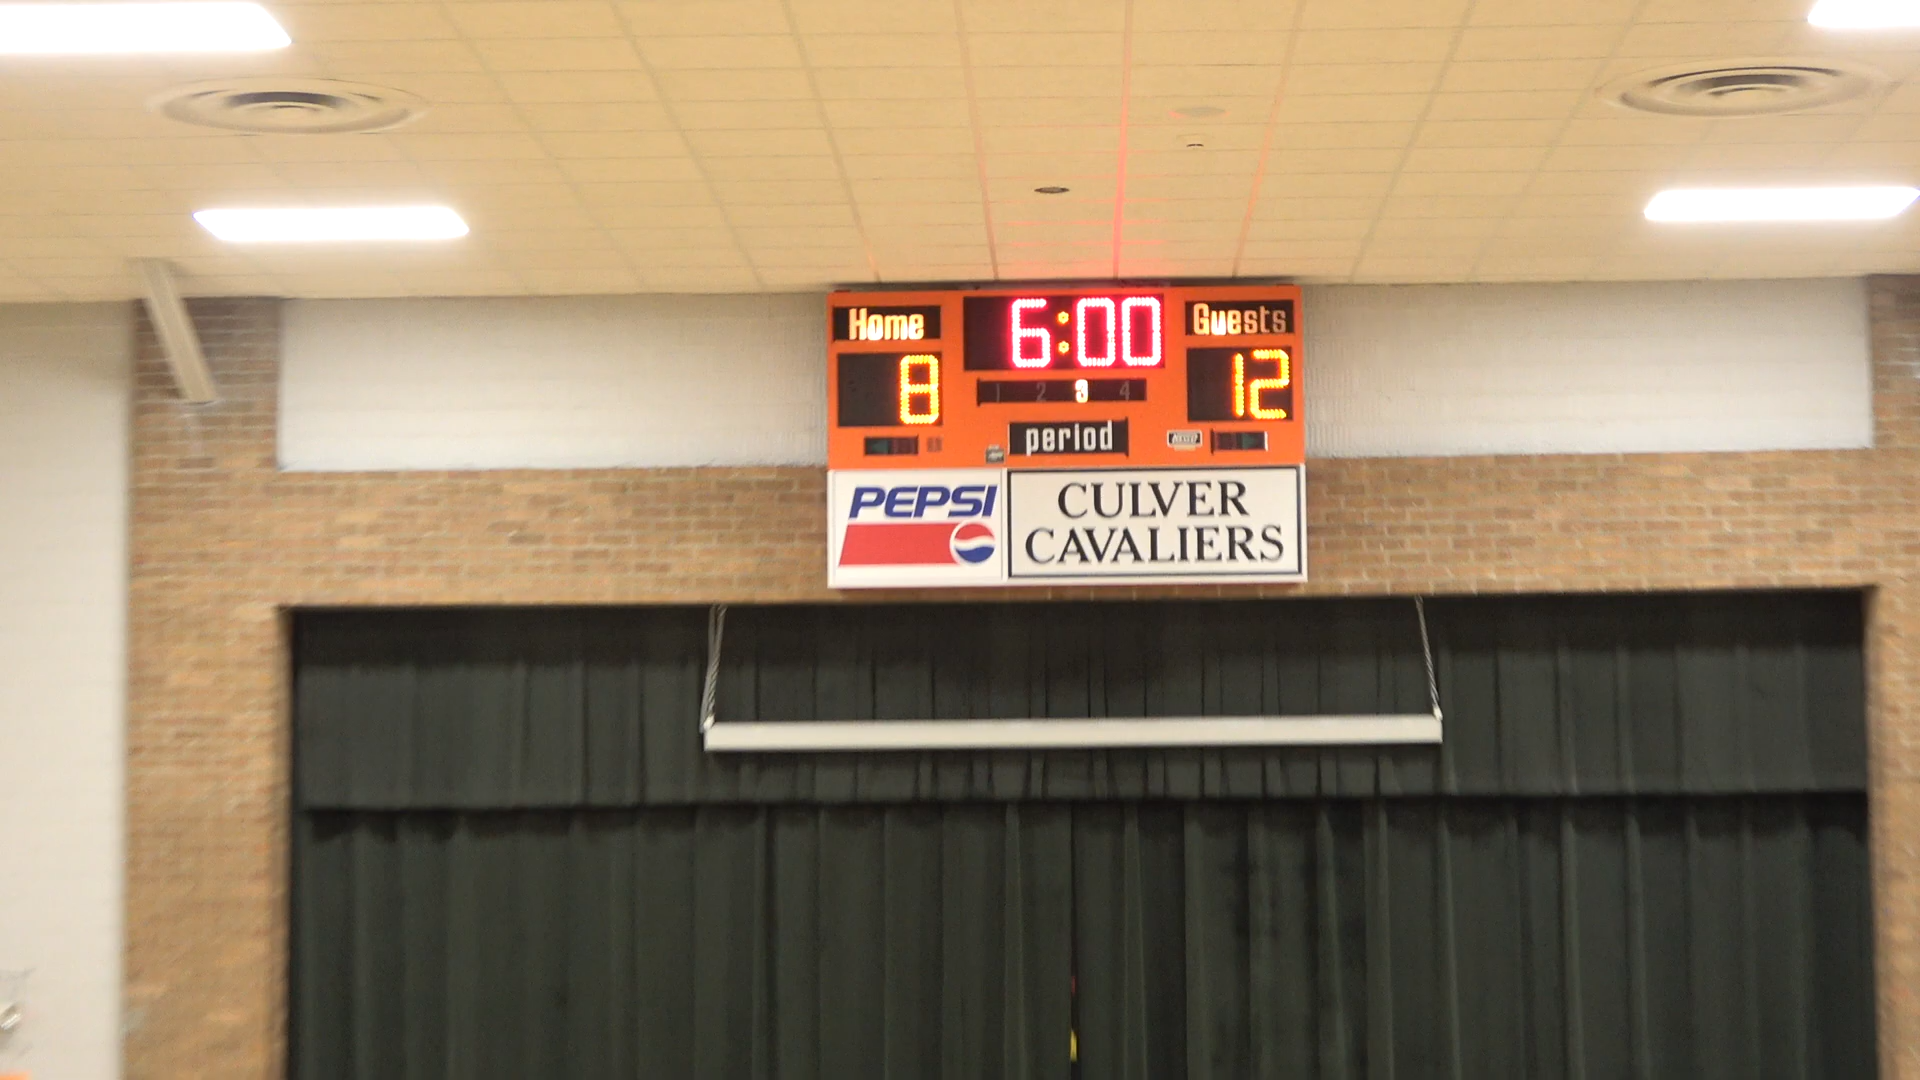 Home 6:00 Guests
8 12
1 2 3 4
period
PEPSI
CULVER
CAVALIERS